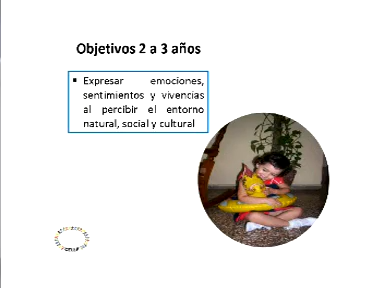 Objetivos 2 a 3 años
▪ Expresar emociones,
sentimientos y vivencias
al percibir el entorno
natural, social y cultural